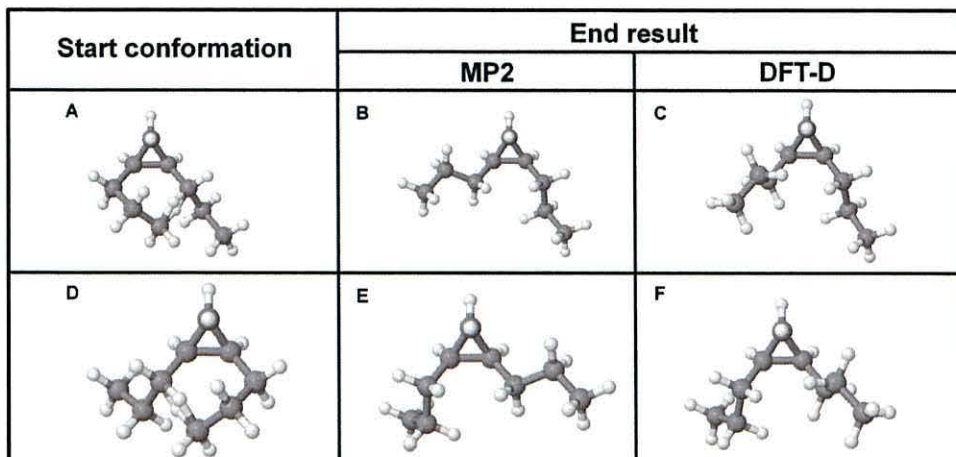 Start conformation
End result
MP2
DFT-D
A
B
C
D
E
F